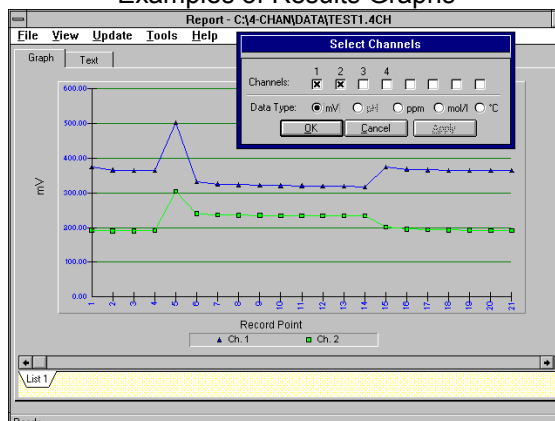 Examples of Results Graphs
Report - C:\4-CHAN\DATA\TEST1.4CH
File View Update Tools Help
Select Channels
1 2 3 4
Channels:
Data Type: mV pH ppm mol/l °C
OK Cancel Apply
Graph Text
600.00
500.00
400.00
300.00
200.00
100.00
0.00
mV
1 2 3 4 5 6 7 8 9 10 11 12 13 14 15 16 17 18 19 20 21
Record Point
Ch. 1 Ch. 2
List 1